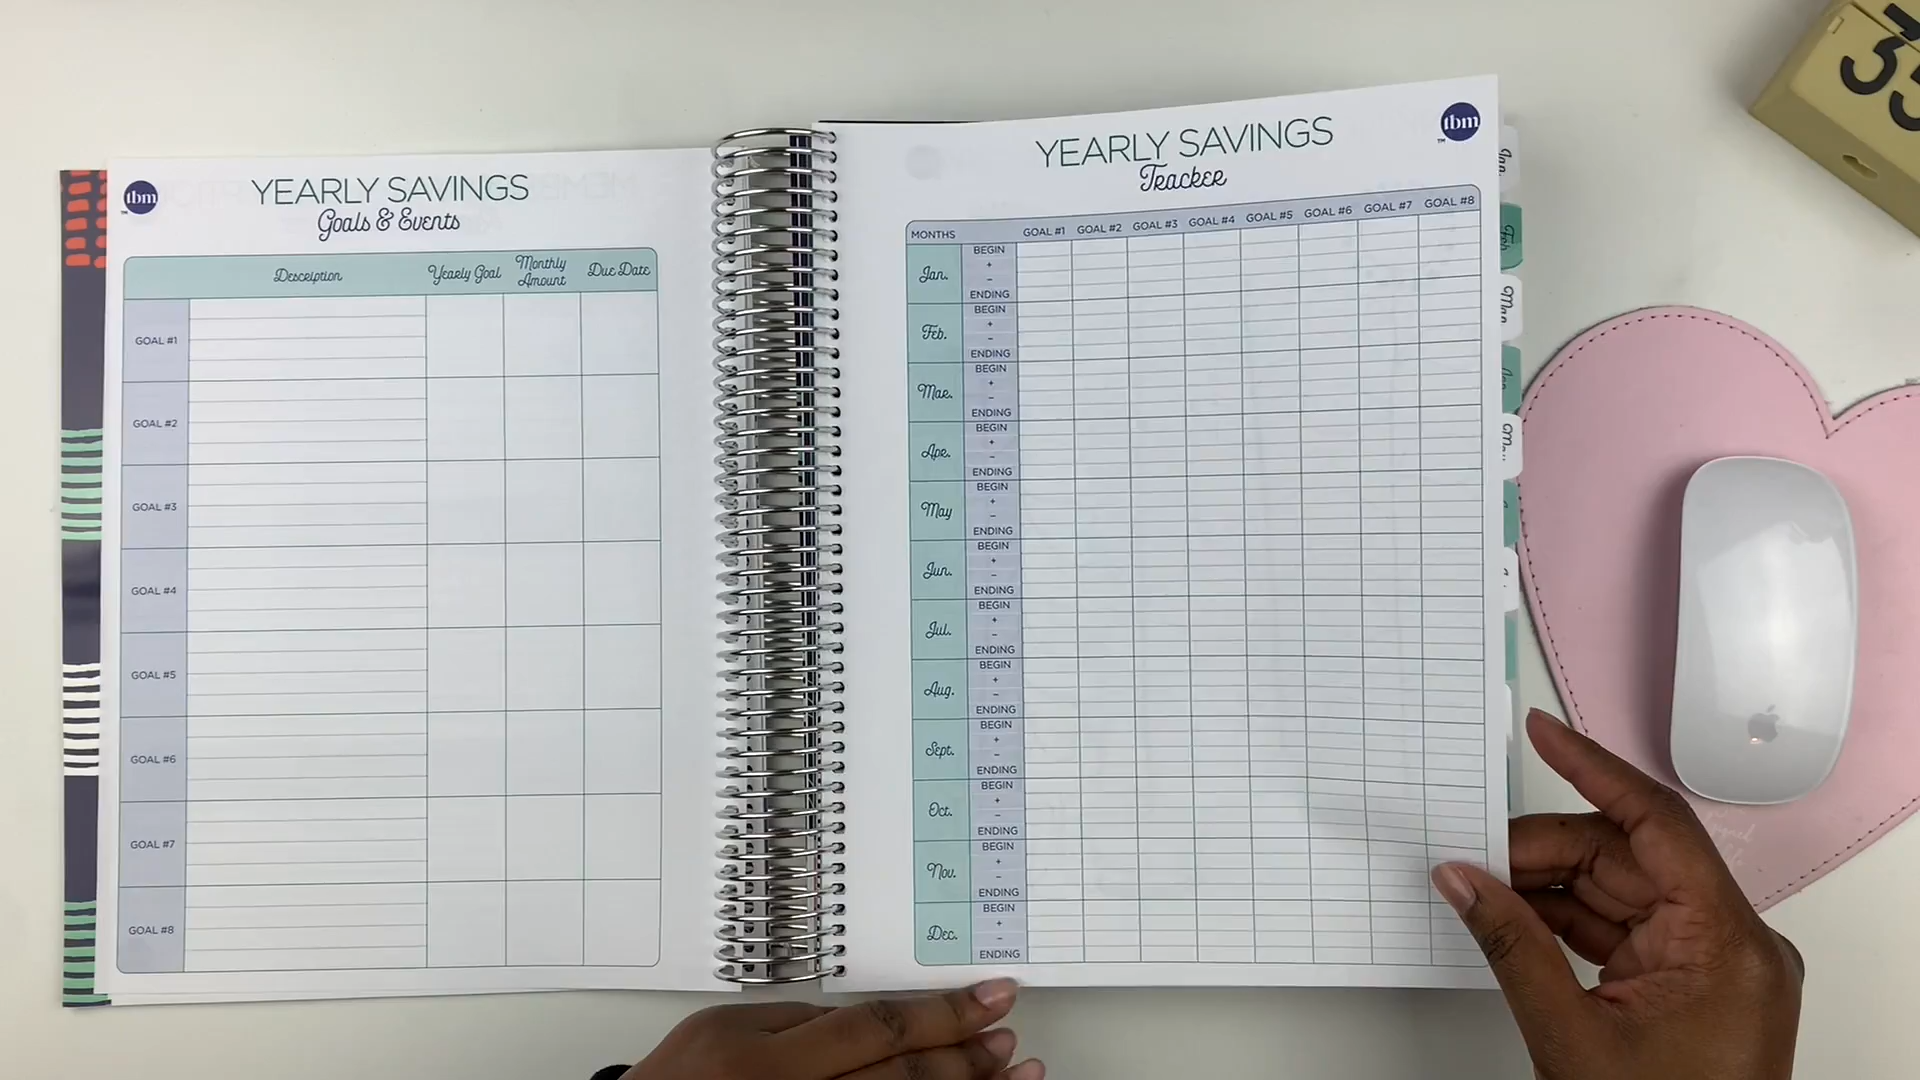 tbm
YEARLY SAVINGS
Goals & Events
Description Yearly Goal Monthly Amount Due Date
GOAL #1
GOAL #2
GOAL #3
GOAL #4
GOAL #5
GOAL #6
GOAL #7
GOAL #8
tbm
YEARLY SAVINGS
Tracker
MONTHS GOAL #1 GOAL #2 GOAL #3 GOAL #4 GOAL #5 GOAL #6 GOAL #7 GOAL #8
Jan.
BEGIN
+
–
ENDING
Feb.
BEGIN
+
–
ENDING
Mar.
BEGIN
+
–
ENDING
Apr.
BEGIN
+
–
ENDING
May
BEGIN
+
–
ENDING
Jun.
BEGIN
+
–
ENDING
Jul.
BEGIN
+
–
ENDING
Aug.
BEGIN
+
–
ENDING
Sept.
BEGIN
+
–
ENDING
Oct.
BEGIN
+
–
ENDING
Nov.
BEGIN
+
–
ENDING
Dec.
BEGIN
+
–
ENDING
Jan
Feb
Mar
35